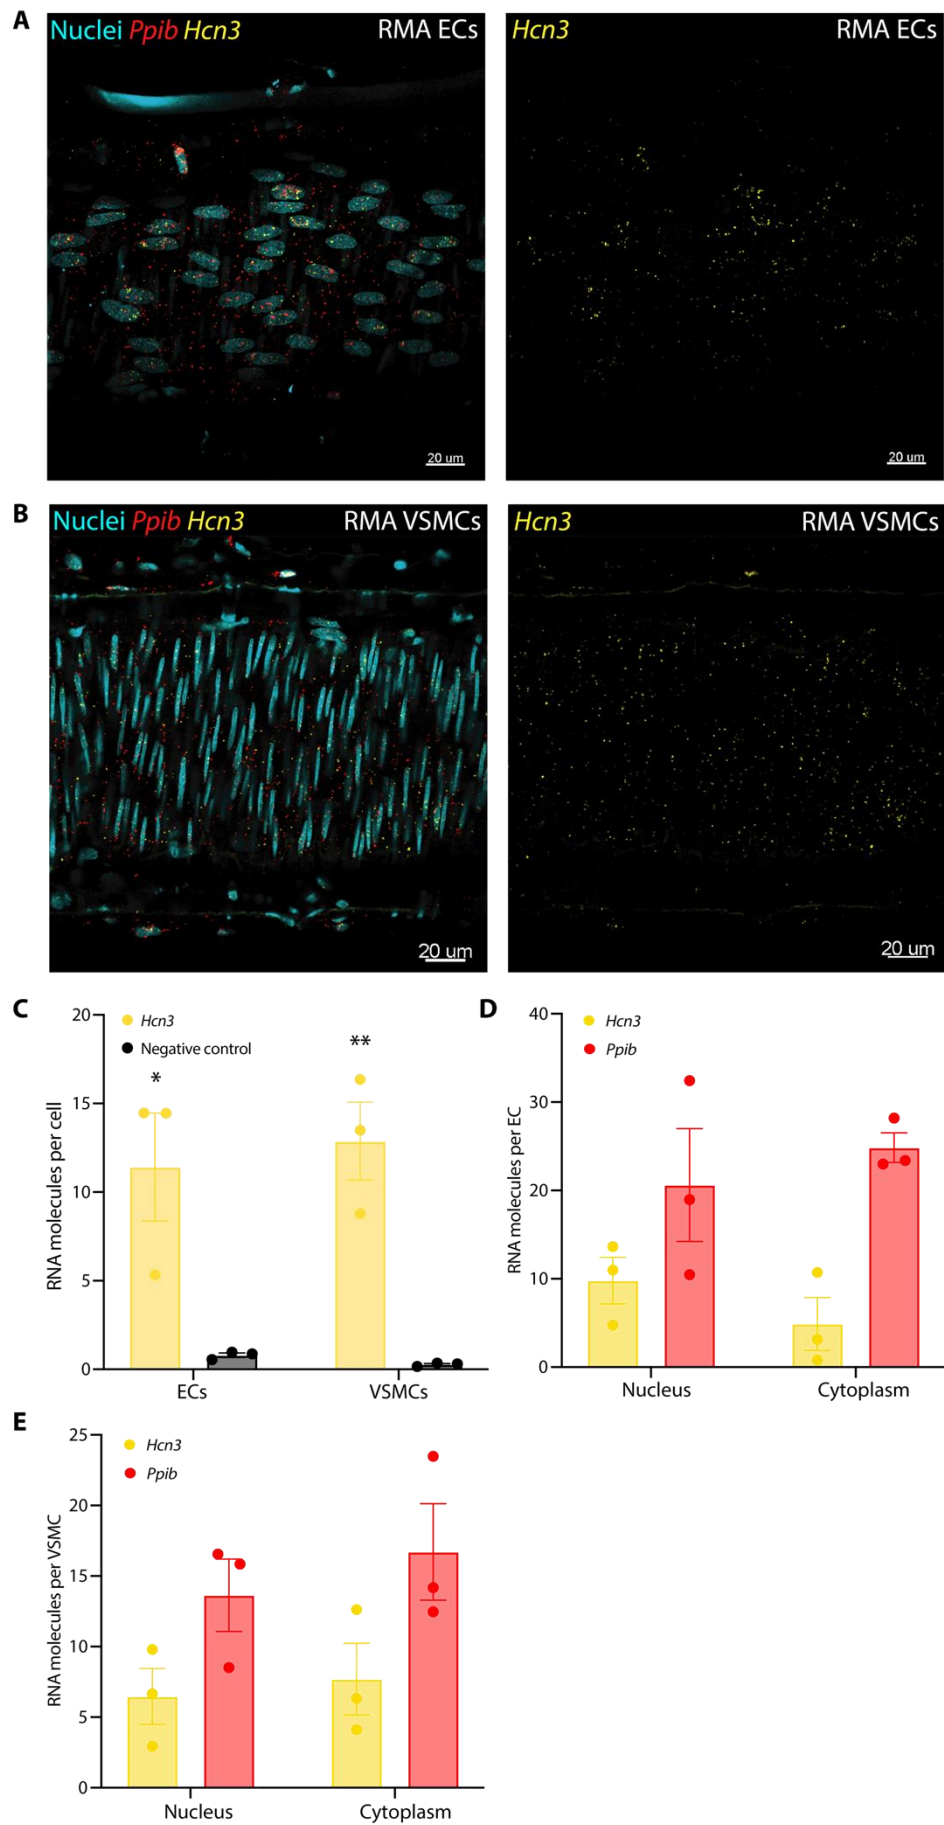 A
Nuclei Ppib Hcn3 RMA ECs
Hcn3 RMA ECs
20 um
20 um
B
Nuclei Ppib Hcn3 RMA VSMCs
Hcn3 RMA VSMCs
20 um
20 um
C
RNA molecules per cell
20
15
10
5
0
Hcn3
Negative control
*
**
ECs VSMCs
D
RNA molecules per EC
40
30
20
10
0
Hcn3
Ppib
Nucleus Cytoplasm
E
RNA molecules per VSMC
25
20
15
10
5
0
Hcn3
Ppib
Nucleus Cytoplasm